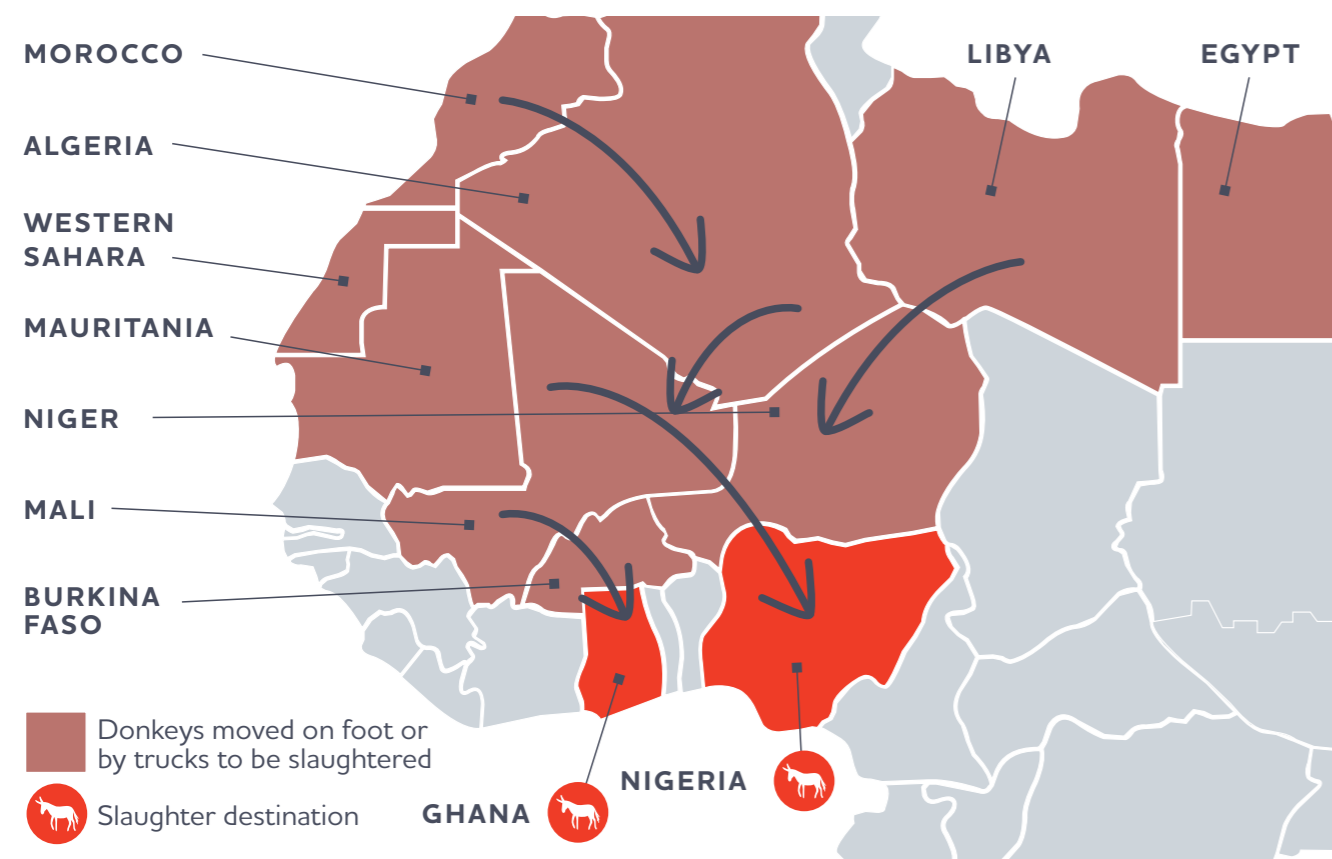 MOROCCO
LIBYA
EGYPT
ALGERIA
WESTERN
SAHARA
MAURITANIA
NIGER
MALI
BURKINA
FASO
Donkeys moved on foot or
by trucks to be slaughtered
Slaughter destination
GHANA
NIGERIA